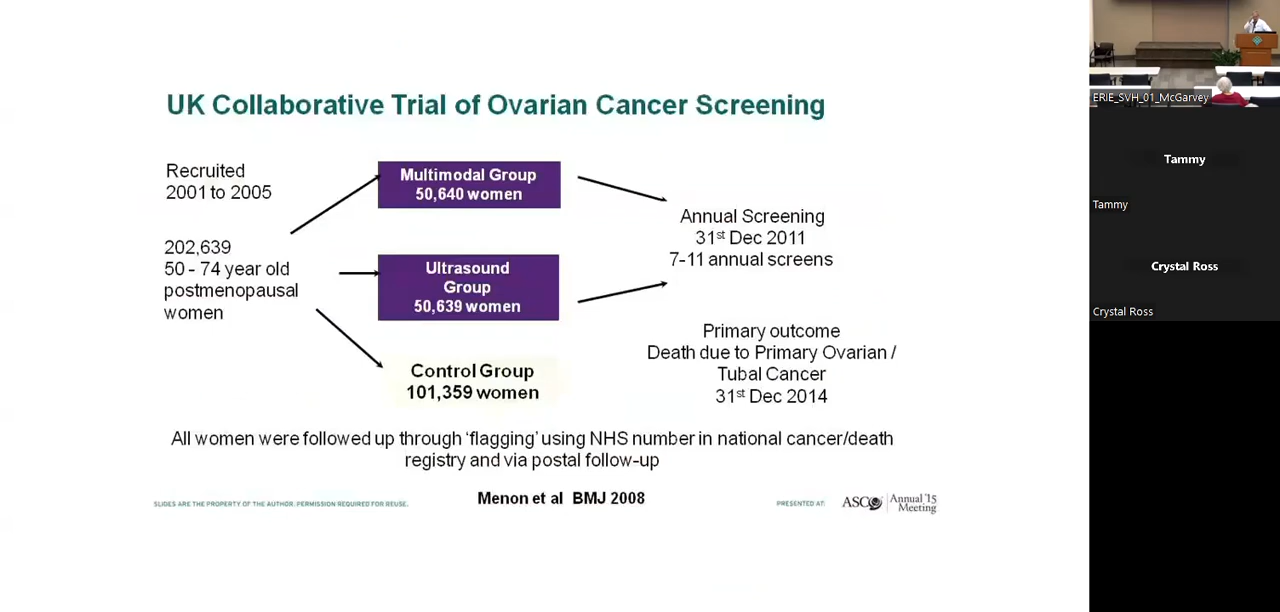 UK Collaborative Trial of Ovarian Cancer Screening
Recruited
2001 to 2005
202,639
50 - 74 year old
postmenopausal
women
Multimodal Group
50,640 women
Ultrasound
Group
50,639 women
Control Group
101,359 women
Annual Screening
31st Dec 2011
7-11 annual screens
Primary outcome
Death due to Primary Ovarian /
Tubal Cancer
31st Dec 2014
All women were followed up through ‘flagging’ using NHS number in national cancer/death
registry and via postal follow-up
Menon et al BMJ 2008
SLIDES ARE THE PROPERTY OF THE AUTHOR. PERMISSION REQUIRED FOR REUSE.
PRESENTED AT:
ASCO
Annual '15
Meeting
ERIE_SVH_01_McGarvey
Tammy
Tammy
Crystal Ross
Crystal Ross